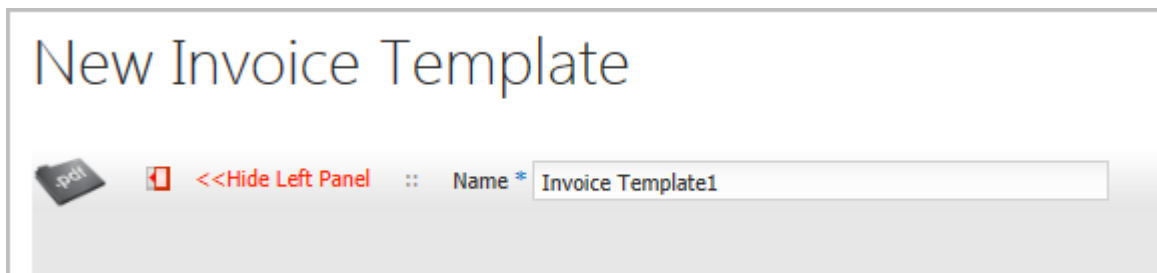 New Invoice Template
.pdf <<Hide Left Panel :: Name * Invoice Template1